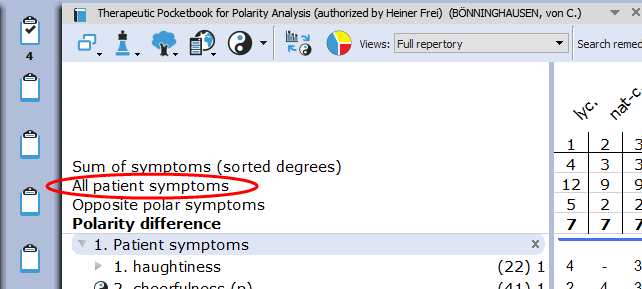 Therapeutic Pocketbook for Polarity Analysis (authorized by Heiner Frei) (BÖNNINGHAUSEN, von C.)
4
Views: Full repertory
Search remed
lyc. nat-c.
1 2 3
Sum of symptoms (sorted degrees) 4 3 3
All patient symptoms 12 9 9
Opposite polar symptoms 5 2 2
Polarity difference 7 7 7
1. Patient symptoms x
1. haughtiness (22) 1 4 - 3
2. cheerfulness (p) (41) 1 2 4 3